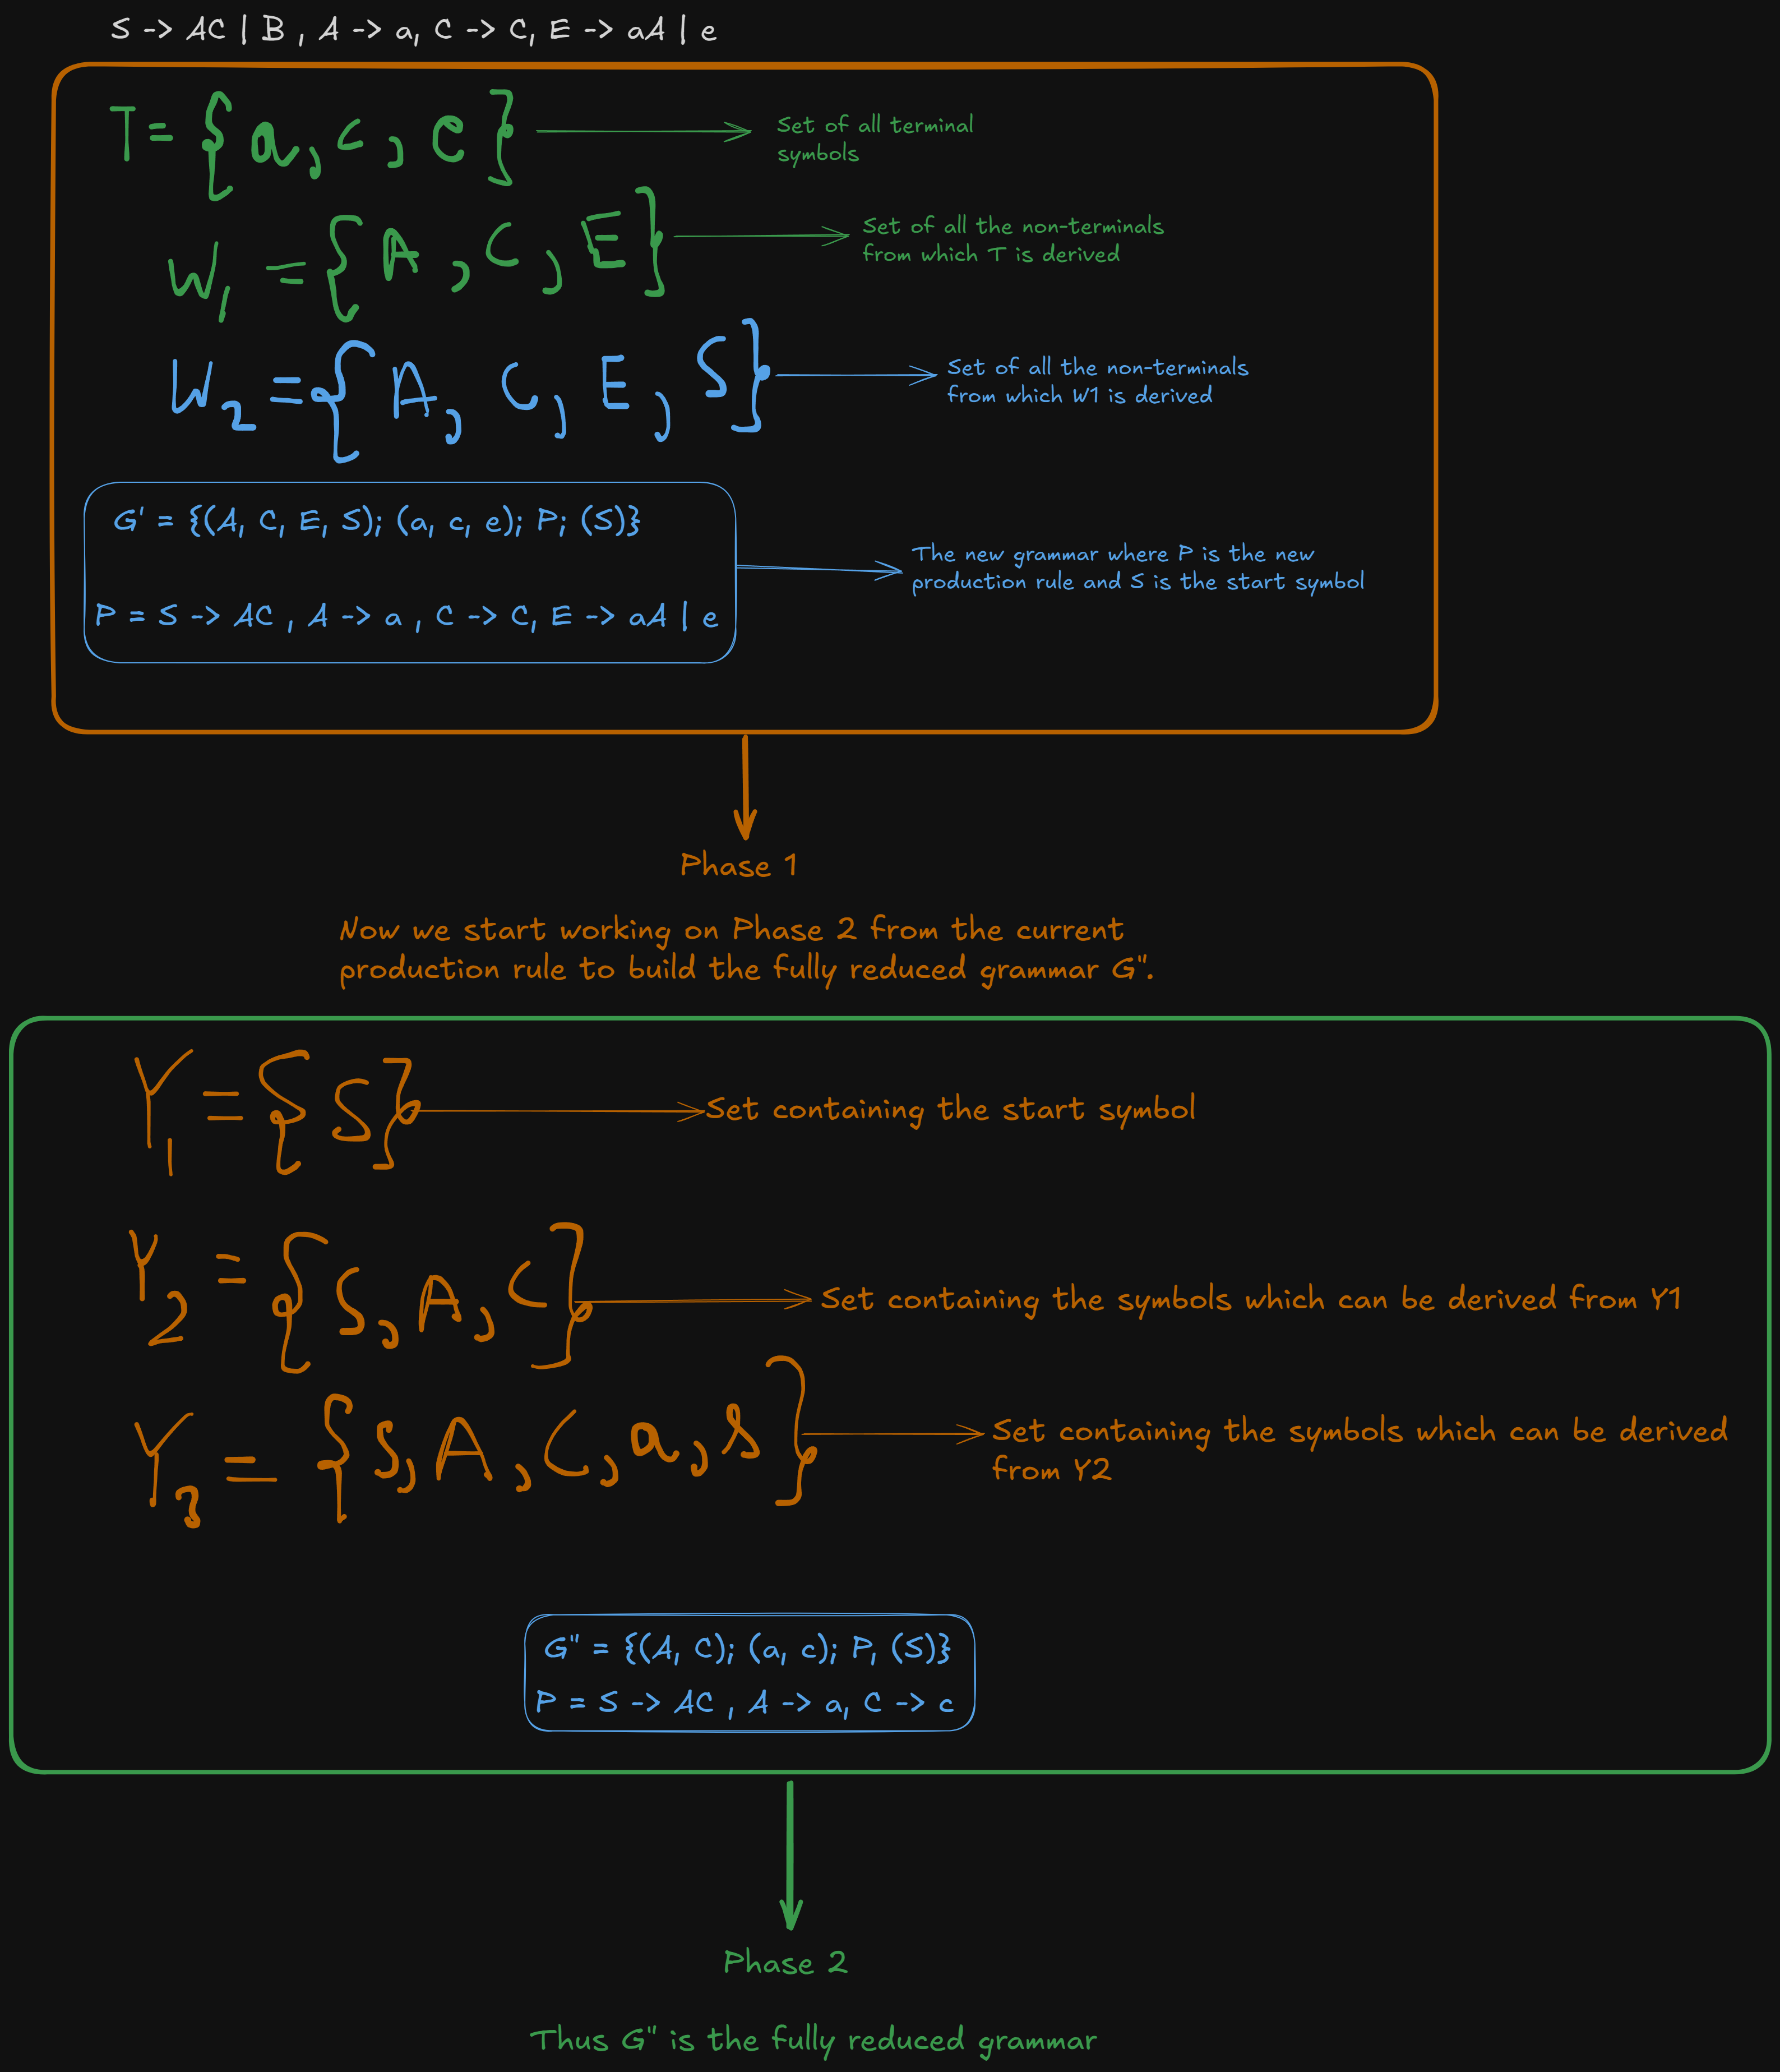 S -> AC | B , A -> a, C -> C, E -> aA | e
T = {a, c, e}
Set of all terminal
symbols
W1 = {A, C, E}
Set of all the non-terminals
from which T is derived
W2 = {A, C, E, S}
Set of all the non-terminals
from which W1 is derived
G' = {(A, C, E, S); (a, c, e); P; (S)}
The new grammar where P is the new
production rule and S is the start symbol
P = S -> AC , A -> a , C -> C, E -> aA | e
Phase 1
Now we start working on Phase 2 from the current
production rule to build the fully reduced grammar G".
Y1 = {S}
Set containing the start symbol
Y2 = {S, A, C}
Set containing the symbols which can be derived from Y1
Y3 = {S, A, C, a, }
Set containing the symbols which can be derived
from Y2
G" = {(A, C); (a, c); P, (S)}
P = S -> AC , A -> a, C -> c
Phase 2
Thus G" is the fully reduced grammar